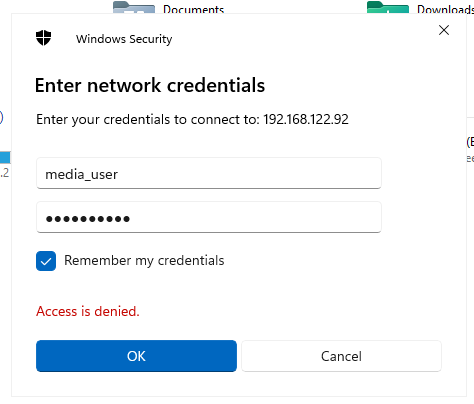 Documents
Downloads
Windows Security
Enter network credentials
Enter your credentials to connect to: 192.168.122.92
media_user
●●●●●●●●●●
Remember my credentials
Access is denied.
OK
Cancel